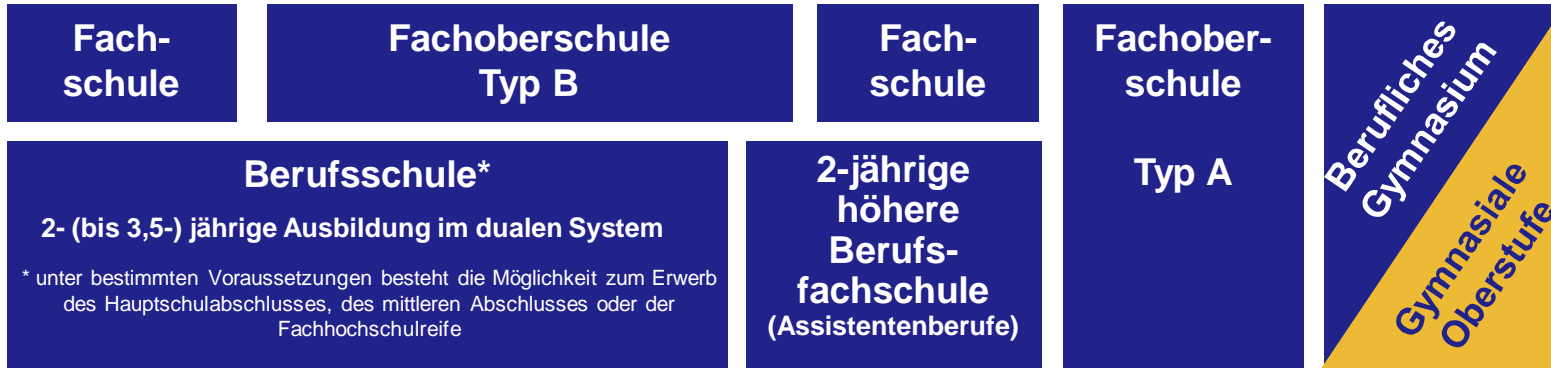 Fach-
schule
Fachoberschule
Typ B
Fach-
schule
Fachober-
schule
Typ A
Berufliches
Gymnasium
Gymnasiale
Oberstufe
Berufsschule*
2- (bis 3,5-) jährige Ausbildung im dualen System
* unter bestimmten Voraussetzungen besteht die Möglichkeit zum Erwerb
des Hauptschulabschlusses, des mittleren Abschlusses oder der
Fachhochschulreife
2-jährige
höhere
Berufs-
fachschule
(Assistentenberufe)